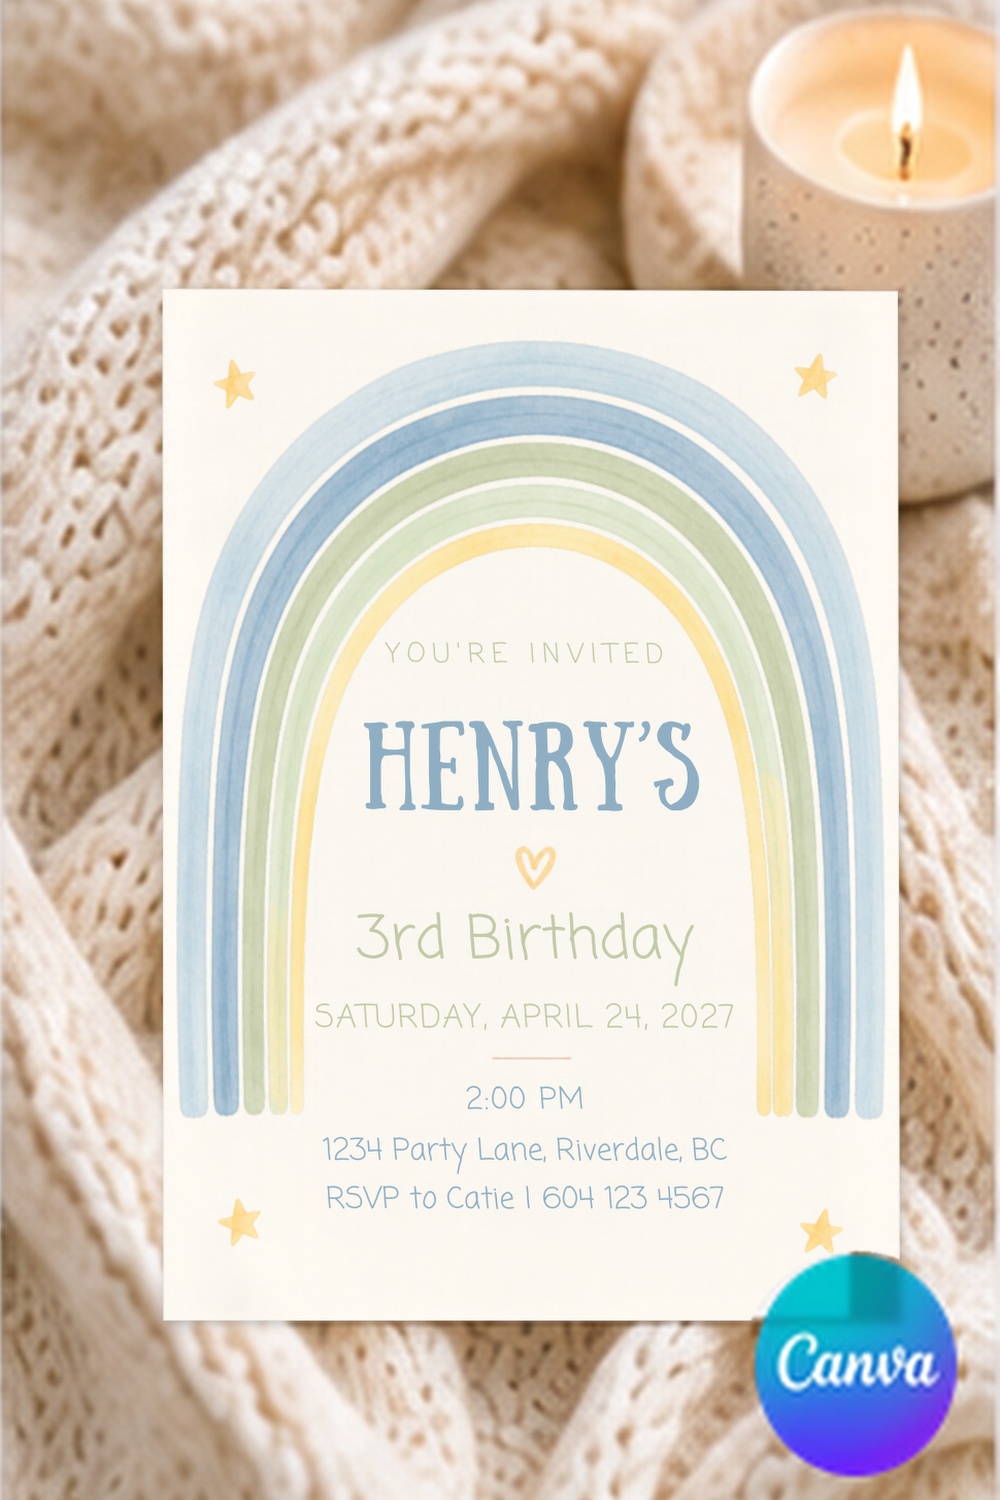 YOU'RE INVITED
HENRY'S
3rd Birthday
SATURDAY, APRIL 24, 2027
2:00 PM
1234 Party Lane, Riverdale, BC
RSVP to Catie | 604 123 4567
Canva